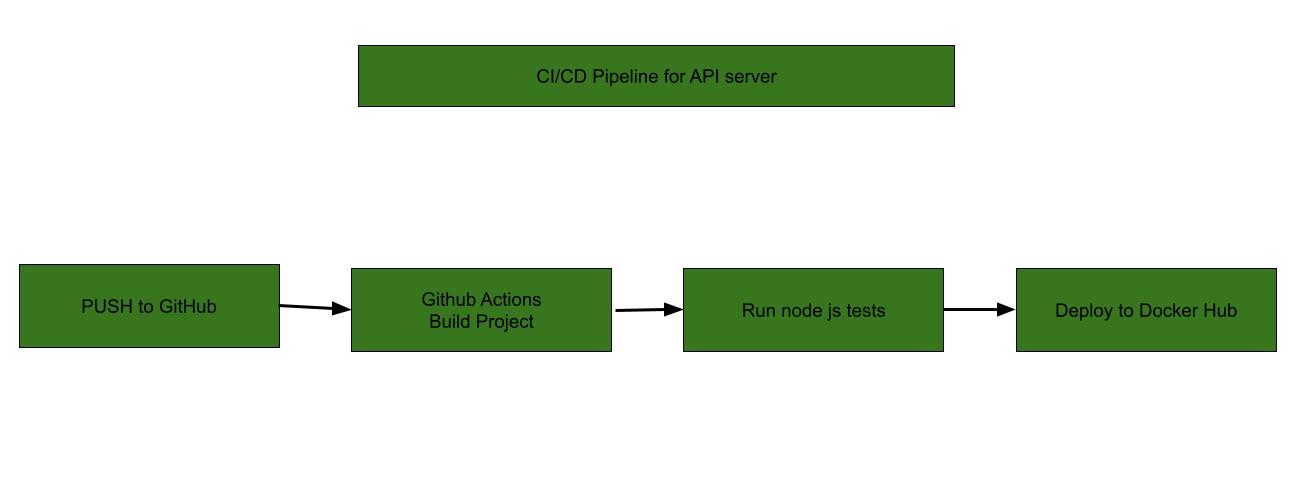 CI/CD Pipeline for API server
PUSH to GitHub
Github Actions
Build Project
Run node js tests
Deploy to Docker Hub